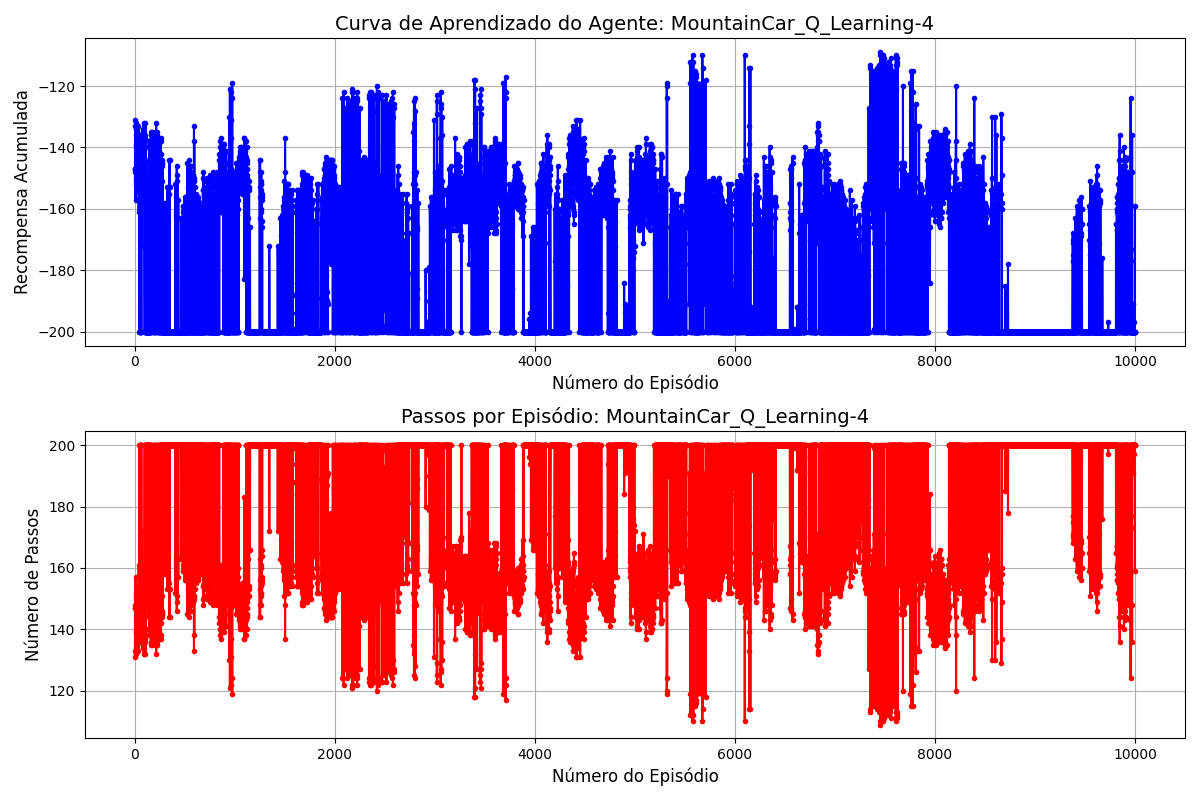 Curva de Aprendizado do Agente: MountainCar_Q_Learning-4
Recompensa Acumulada
−120
−140
−160
−180
−200
0 2000 4000 6000 8000 10000
Número do Episódio
Passos por Episódio: MountainCar_Q_Learning-4
Número de Passos
200
180
160
140
120
0 2000 4000 6000 8000 10000
Número do Episódio